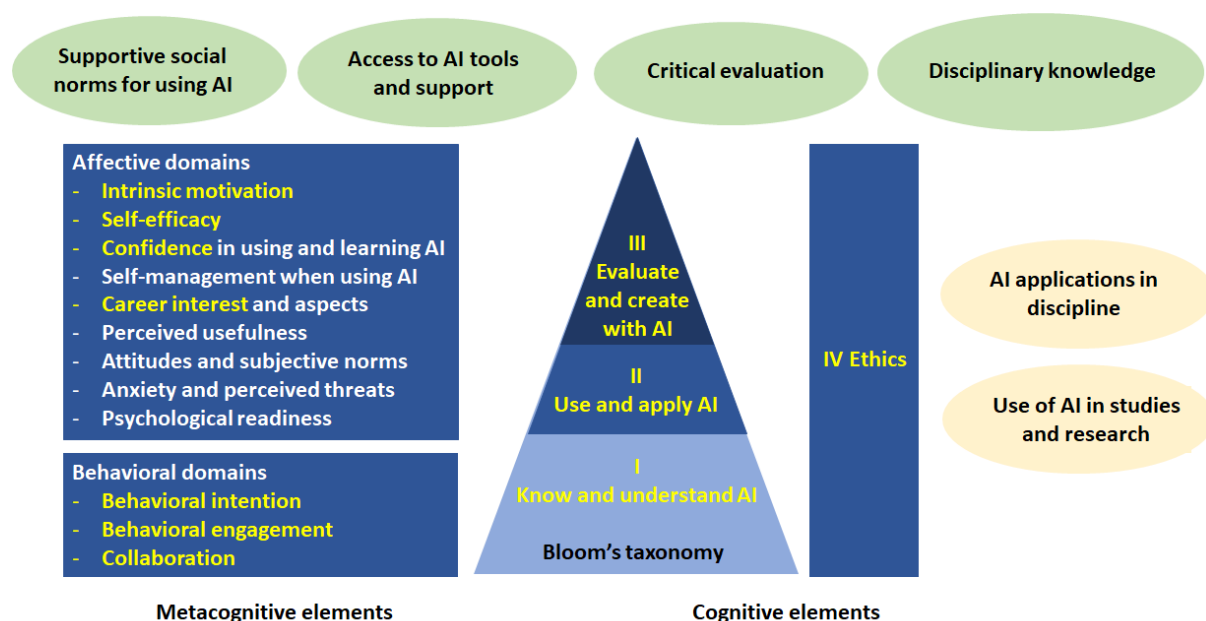 Supportive social
norms for using AI
Access to AI tools
and support
Critical evaluation
Disciplinary knowledge
Affective domains
- Intrinsic motivation
- Self-efficacy
- Confidence in using and learning AI
- Self-management when using AI
- Career interest and aspects
- Perceived usefulness
- Attitudes and subjective norms
- Anxiety and perceived threats
- Psychological readiness
Behavioral domains
- Behavioral intention
- Behavioral engagement
- Collaboration
Metacognitive elements
III
Evaluate
and create
with AI
II
Use and apply AI
I
Know and understand AI
Bloom's taxonomy
IV Ethics
Cognitive elements
AI applications in
discipline
Use of AI in studies
and research